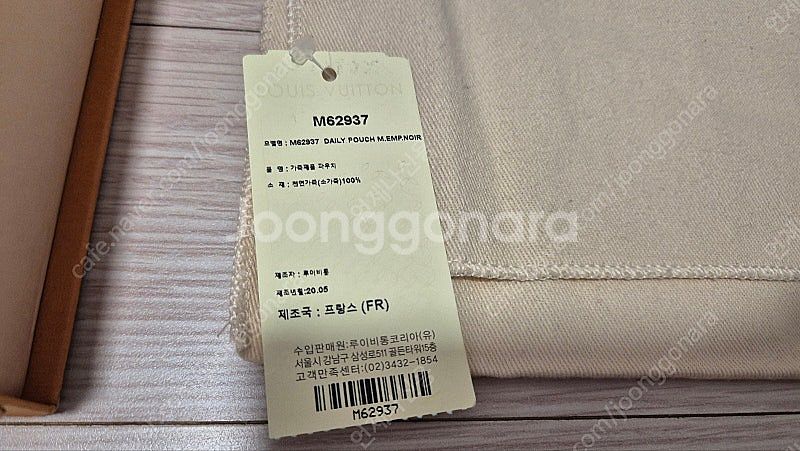 LOUIS VUITTON
M62937
모델명 : M62937 DAILY POUCH M.EMP.NOIR
품 명 : 가죽제품 파우치
소 재 : 천연가죽(소가죽)100%
joonggonara
제조자 : 루이비통
제조년월:20.05
제조국 : 프랑스 (FR)
수입판매원:루이비통코리아(유)
서울시 강남구 삼성로511 골든타워15층
고객만족센터:(02)3432-1854
M62937
cafe.naver.com/joonggonara